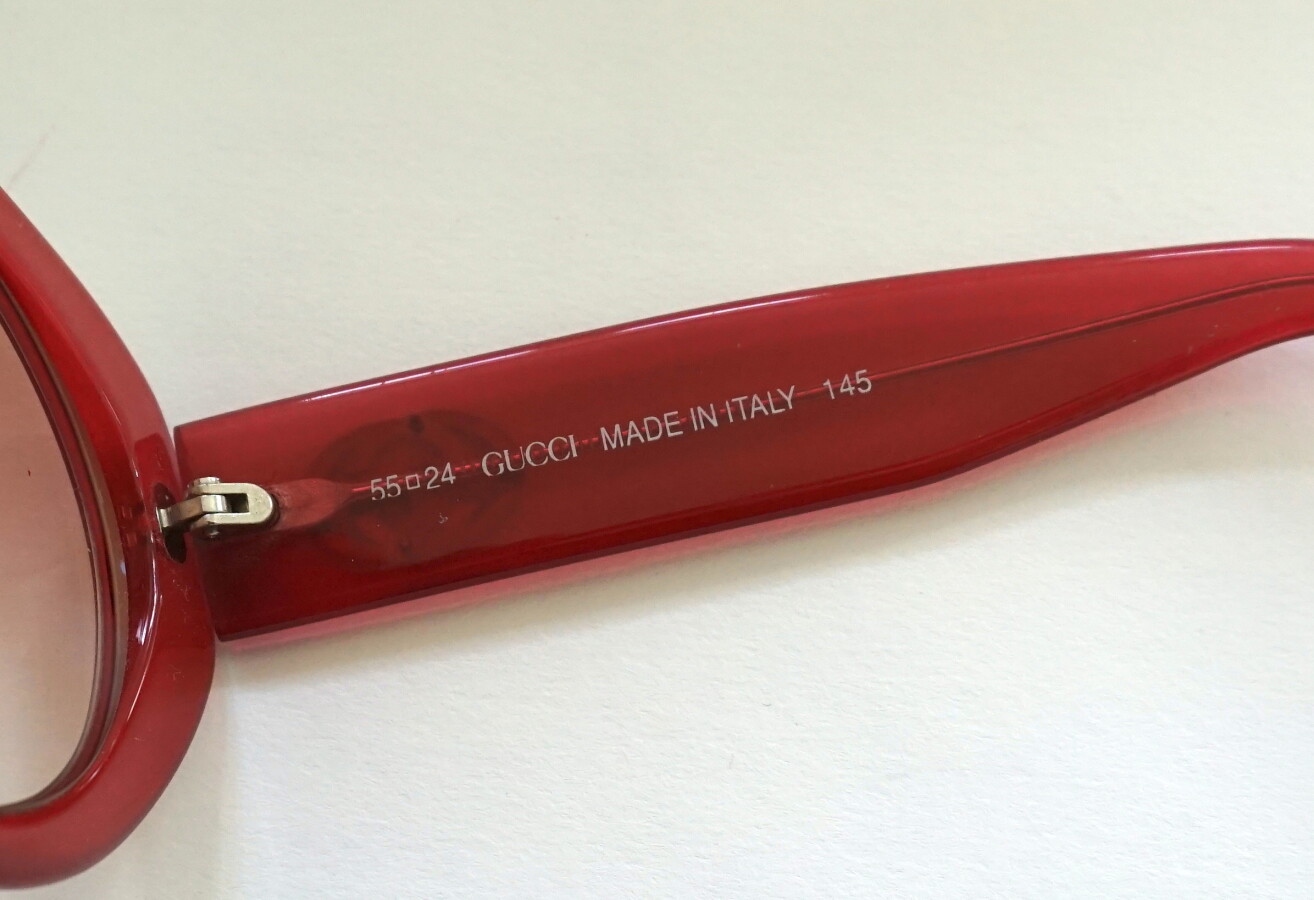 55□24 GUCCI MADE IN ITALY 145